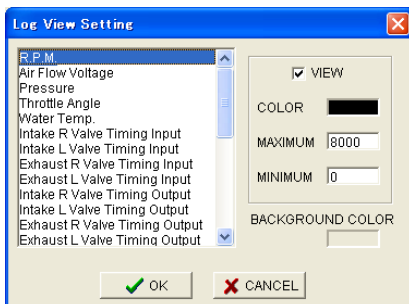 Log View Setting
R.P.M.
Air Flow Voltage
Pressure
Throttle Angle
Water Temp.
Intake R Valve Timing Input
Intake L Valve Timing Input
Exhaust R Valve Timing Input
Exhaust L Valve Timing Input
Intake R Valve Timing Output
Intake L Valve Timing Output
Exhaust R Valve Timing Output
Exhaust L Valve Timing Output
VIEW
COLOR
MAXIMUM 8000
MINIMUM 0
BACKGROUND COLOR
OK CANCEL